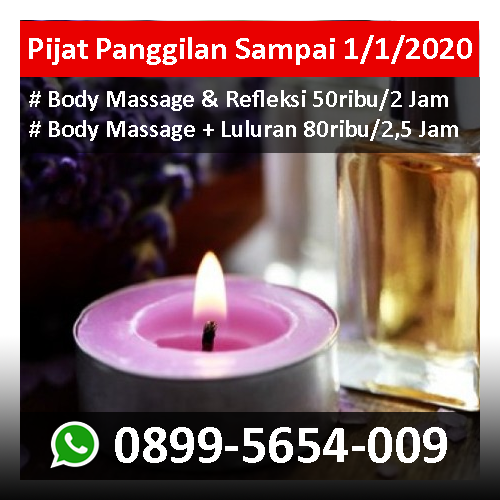 Pijat Panggilan Sampai 1/1/2020
# Body Massage & Refleksi 50ribu/2 Jam
# Body Massage + Luluran 80ribu/2,5 Jam
0899-5654-009